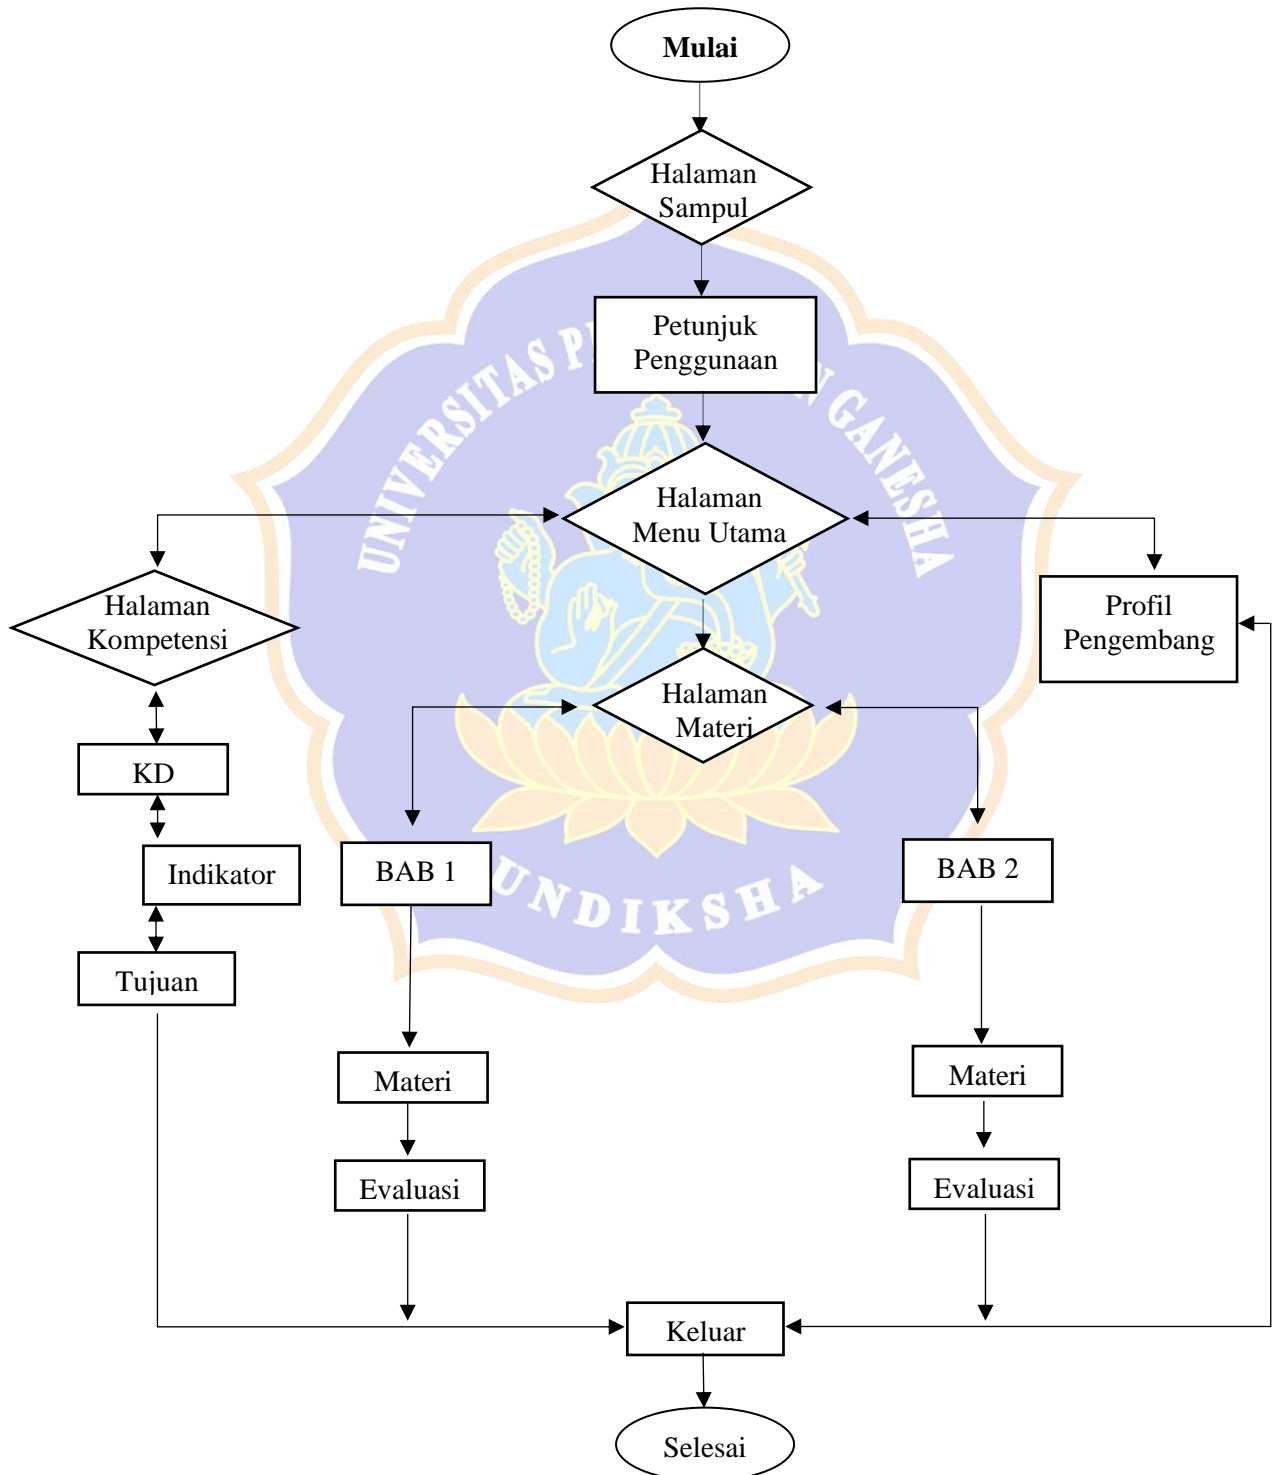 Mulai
Halaman
Sampul
Petunjuk
Penggunaan
UNIVERSITAS P
N GANESHA
Halaman
Menu Utama
Halaman
Kompetensi
Profil
Pengembang
Halaman
Materi
KD
Indikator
BAB 1
BAB 2
UNDIKSHA
Tujuan
Materi
Materi
Evaluasi
Evaluasi
Keluar
Selesai